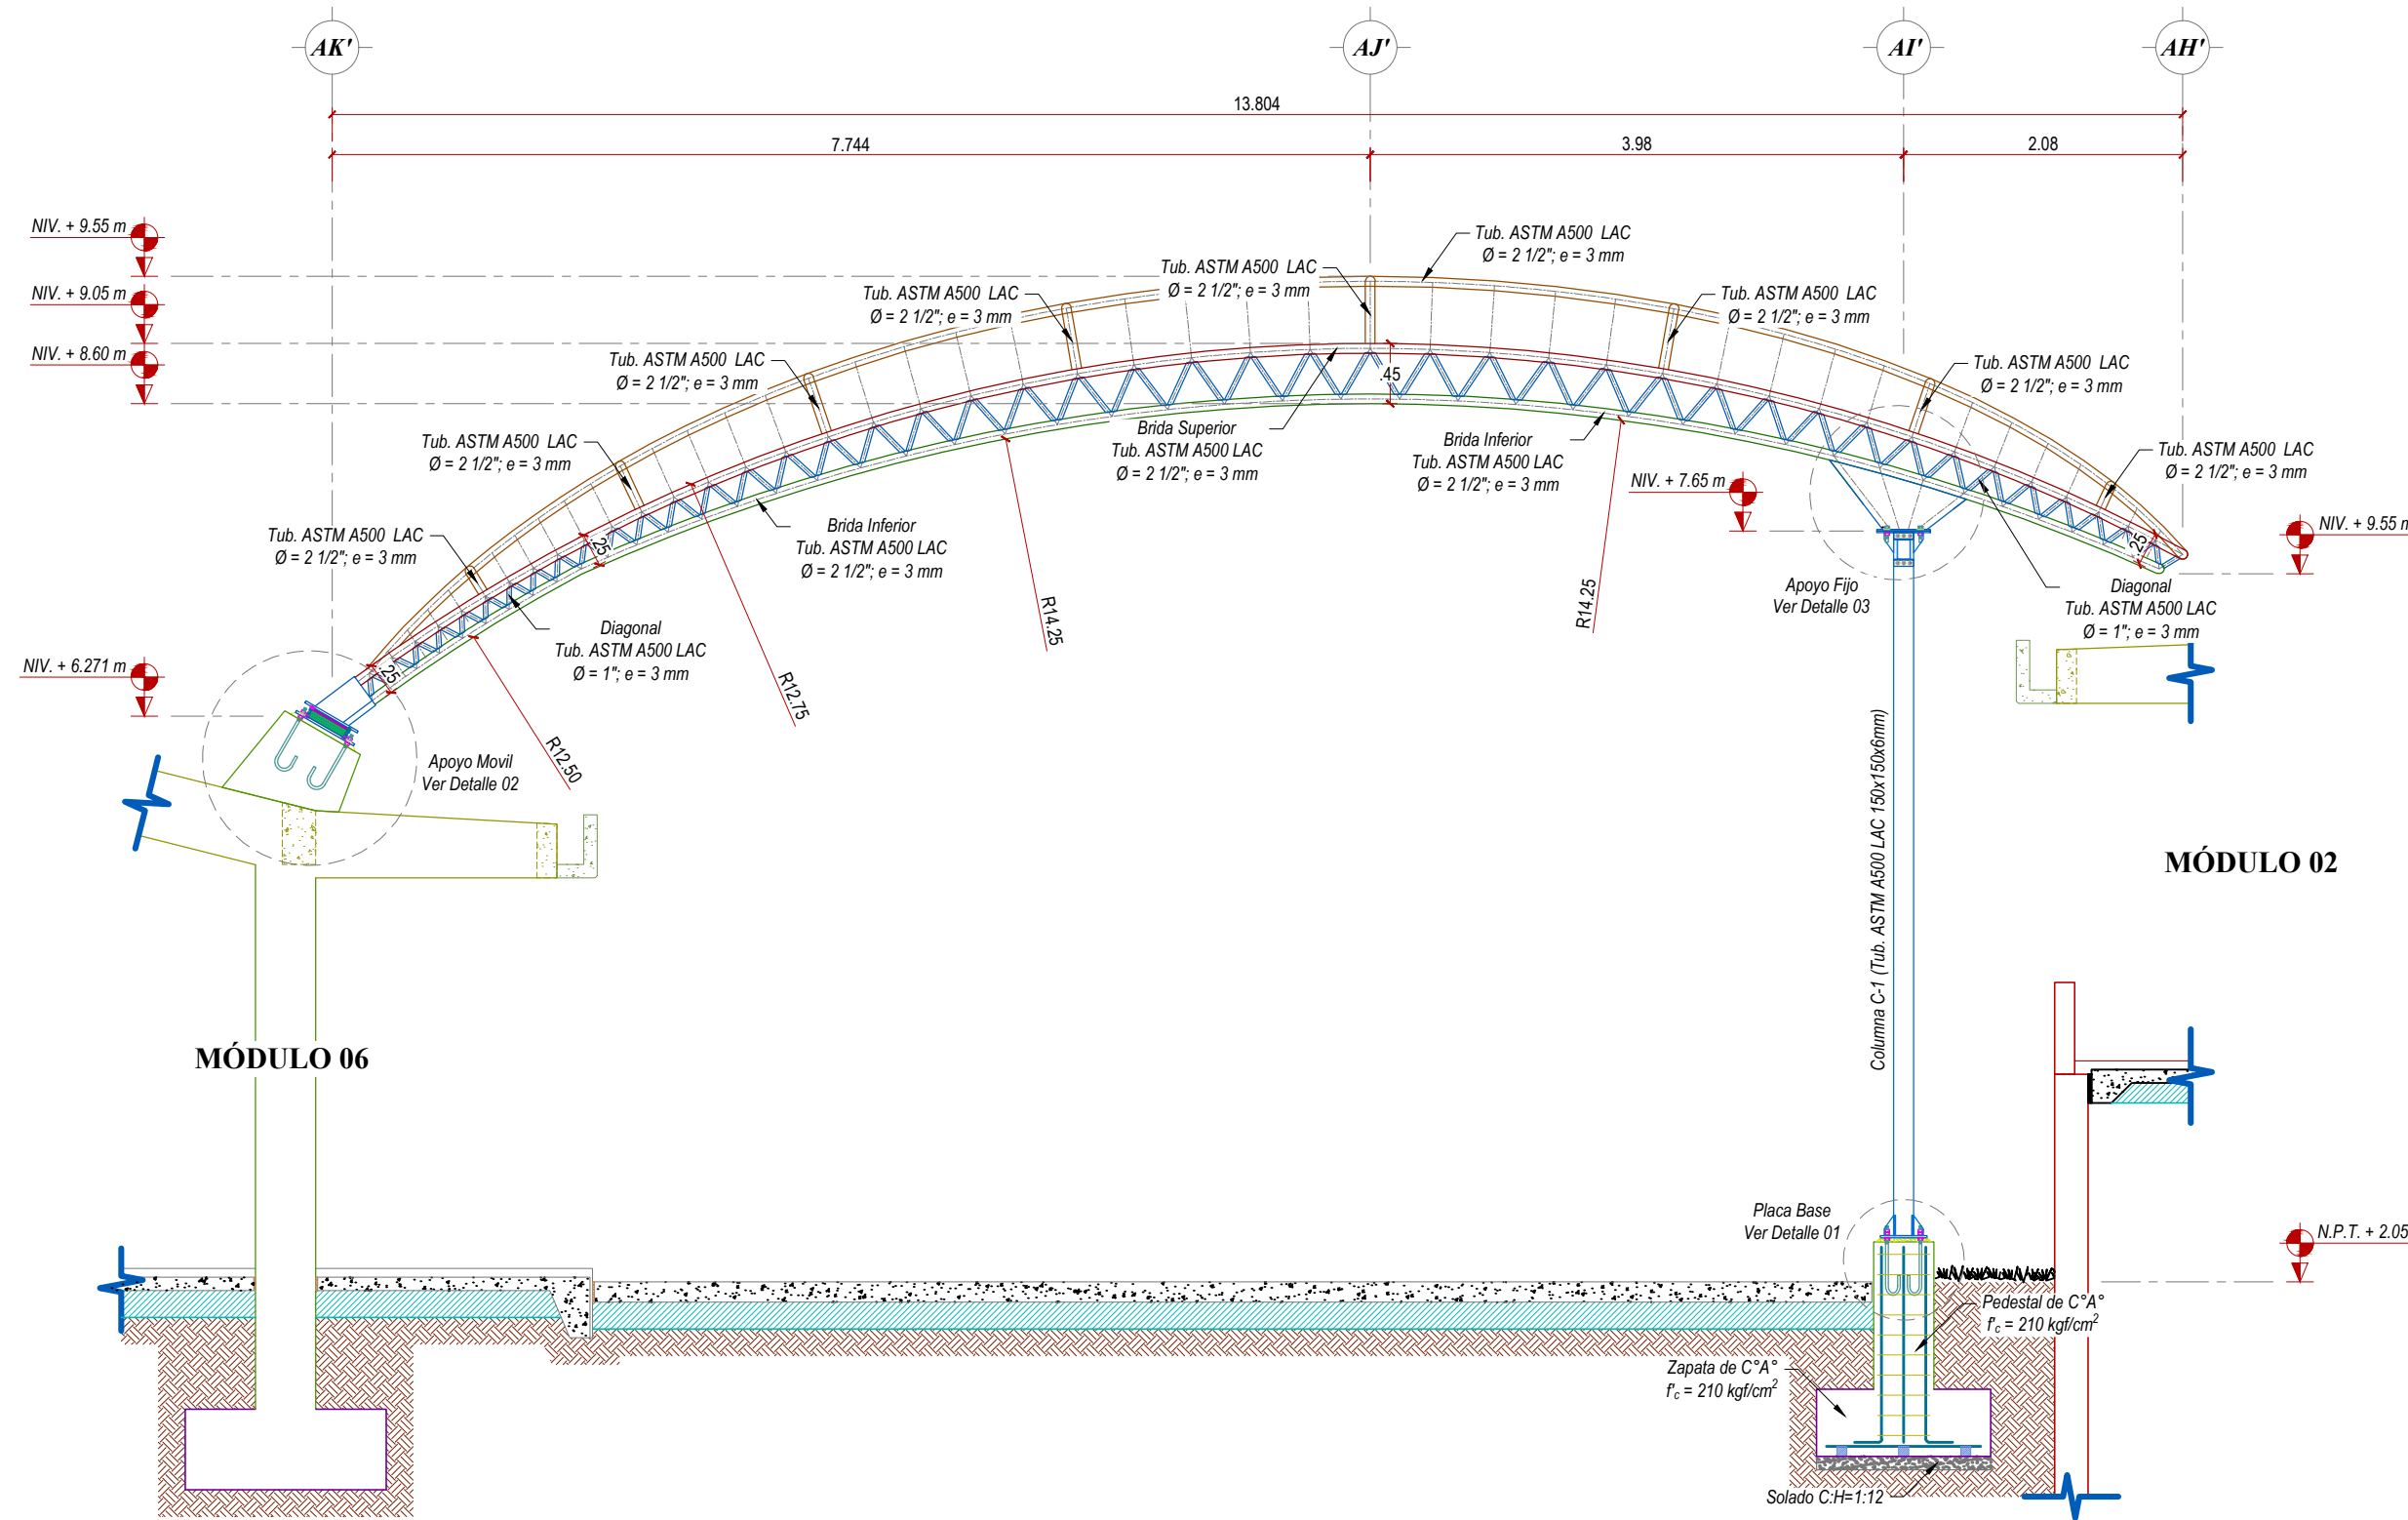 AK'
AJ'
AI'
AH'
13.804
7.744
3.98
2.08
NIV. + 9.55 m
NIV. + 9.05 m
NIV. + 8.60 m
NIV. + 6.271 m
Tub. ASTM A500 LAC
Ø = 2 1/2"; e = 3 mm
Tub. ASTM A500 LAC
Ø = 2 1/2"; e = 3 mm
Tub. ASTM A500 LAC
Ø = 2 1/2"; e = 3 mm
Tub. ASTM A500 LAC
Ø = 2 1/2"; e = 3 mm
Tub. ASTM A500 LAC
Ø = 2 1/2"; e = 3 mm
Tub. ASTM A500 LAC
Ø = 2 1/2"; e = 3 mm
Tub. ASTM A500 LAC
Ø = 2 1/2"; e = 3 mm
Tub. ASTM A500 LAC
Ø = 2 1/2"; e = 3 mm
Tub. ASTM A500 LAC
Ø = 2 1/2"; e = 3 mm
.45
Brida Superior
Tub. ASTM A500 LAC
Ø = 2 1/2"; e = 3 mm
Brida Inferior
Tub. ASTM A500 LAC
Ø = 2 1/2"; e = 3 mm
Brida Inferior
Tub. ASTM A500 LAC
Ø = 2 1/2"; e = 3 mm
NIV. + 7.65 m
NIV. + 9.55 m
.25
.25
.25
R12.50
R12.75
R14.25
R14.25
Diagonal
Tub. ASTM A500 LAC
Ø = 1"; e = 3 mm
Diagonal
Tub. ASTM A500 LAC
Ø = 1"; e = 3 mm
Apoyo Fijo
Ver Detalle 03
Apoyo Movil
Ver Detalle 02
Columna C-1 (Tub. ASTM A500 LAC 150x150x6mm)
MÓDULO 02
MÓDULO 06
Placa Base
Ver Detalle 01
N.P.T. + 2.05
Pedestal de C°A°
f'c = 210 kgf/cm²
Zapata de C°A°
f'c = 210 kgf/cm²
Solado C:H=1:12